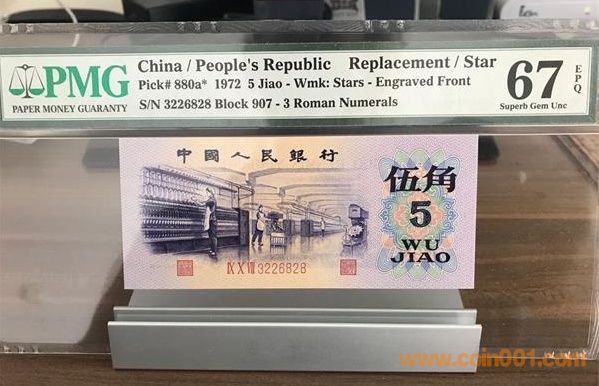 PMG
PAPER MONEY GUARANTY
China / People's Republic Replacement / Star
Pick# 880a* 1972 5 Jiao - Wmk: Stars - Engraved Front
S/N 3226828 Block 907 - 3 Roman Numerals
67
EPQ
Superb Gem Unc
中國人民銀行
伍角
5
WU
JIAO
IX X VIII 3226828
www.coin001.com